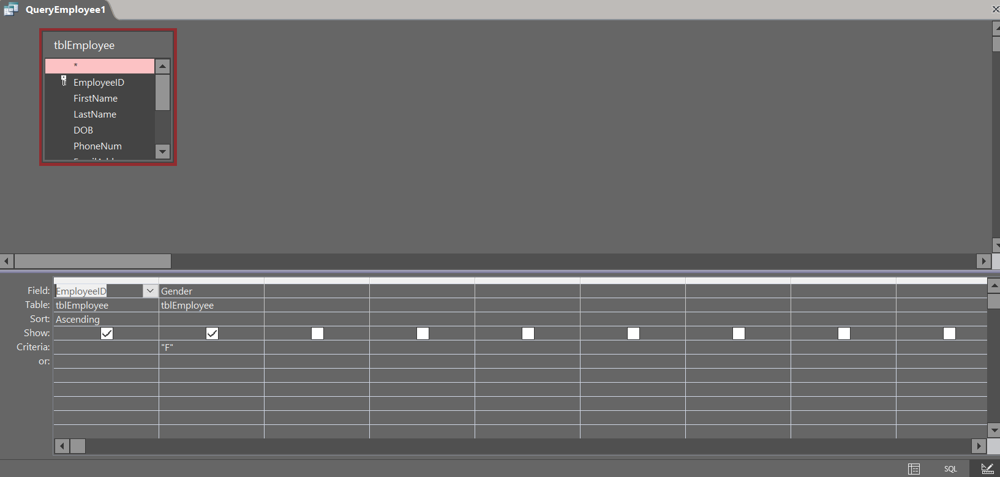 QueryEmployee1
tblEmployee
*
EmployeeID
FirstName
LastName
DOB
PhoneNum
Field: EmployeeID Gender
Table: tblEmployee tblEmployee
Sort: Ascending
Show:
Criteria: "F"
or:
SQL